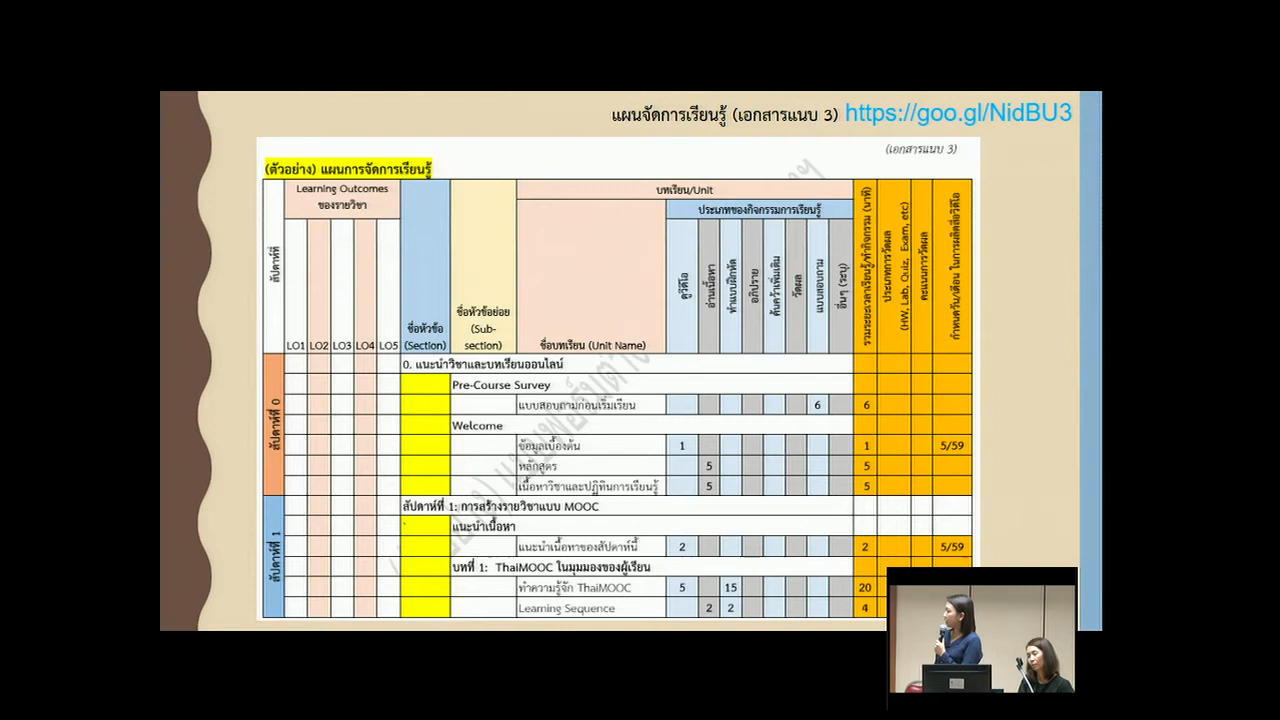 แผนจัดการเรียนรู้ (เอกสารแนบ 3) https://goo.gl/NidBU3
(เอกสารแนบ 3)
(ตัวอย่าง) แผนการจัดการเรียนรู้
สัปดาห์ที่
Learning Outcomes
ของรายวิชา
LO1 LO2 LO3 LO4 LO5
ชื่อหัวข้อ
(Section)
ชื่อหัวข้อย่อย
(Sub-
section)
บทเรียน/Unit
ชื่อบทเรียน (Unit Name)
ประเภทของกิจกรรมการเรียนรู้
ดูวิดีโอ
อ่านเนื้อหา
ทำแบบฝึกหัด
อภิปราย
ค้นคว้าเพิ่มเติม
วัดผล
แบบสอบถาม
อื่นๆ (ระบุ)
รวมระยะเวลาเรียนรู้/ทำกิจกรรม (นาที)
ประเภทการวัดผล
(HW, Lab, Quiz, Exam, etc)
คะแนนการวัดผล
กำหนดวัน/เดือน ในการผลิตสื่อวิดีโอ
สัปดาห์ที่ 0
0. แนะนำวิชาและบทเรียนออนไลน์
Pre-Course Survey
แบบสอบถามก่อนเริ่มเรียน 6 6
Welcome
ข้อมูลเบื้องต้น 1 1 5/59
หลักสูตร 5 5
เนื้อหาวิชาและปฏิทินการเรียนรู้ 5 5
สัปดาห์ที่ 1
สัปดาห์ที่ 1: การสร้างรายวิชาแบบ MOOC
แนะนำเนื้อหา
แนะนำเนื้อหาของสัปดาห์นี้ 2 2 5/59
บทที่ 1: ThaiMOOC ในมุมมองของผู้เรียน
ทำความรู้จัก ThaiMOOC 5 15 20
Learning Sequence 2 2 4